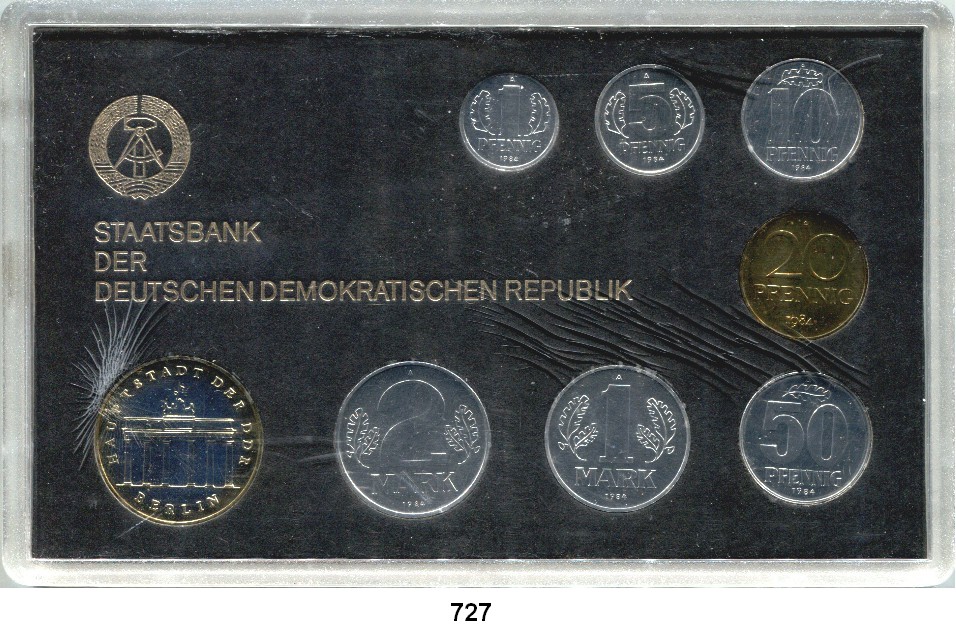 A
1
PFENNIG
1984
A
5
PFENNIG
1984
10
PFENNIG
1984
STAATSBANK
DER
DEUTSCHEN DEMOKRATISCHEN REPUBLIK
A
20
PFENNIG
1984
HAUPTSTADT DER DDR
BERLIN
A
2
MARK
1984
A
1
MARK
1984
50
PFENNIG
1984
727